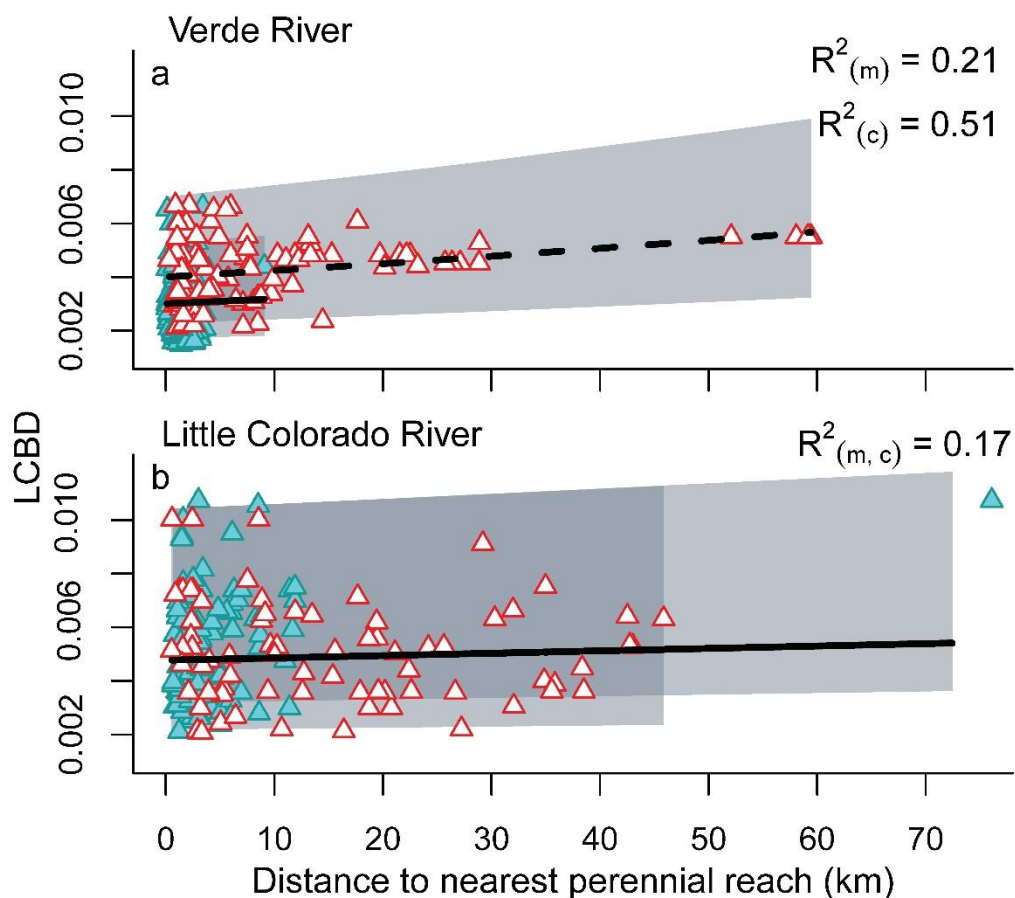 Verde River
a
R²(m) = 0.21
R²(c) = 0.51
0.010
0.006
0.002
0 10 20 30 40 50 60 70
Little Colorado River
b
R²(m, c) = 0.17
0.010
0.006
0.002
LCBD
Distance to nearest perennial reach (km)